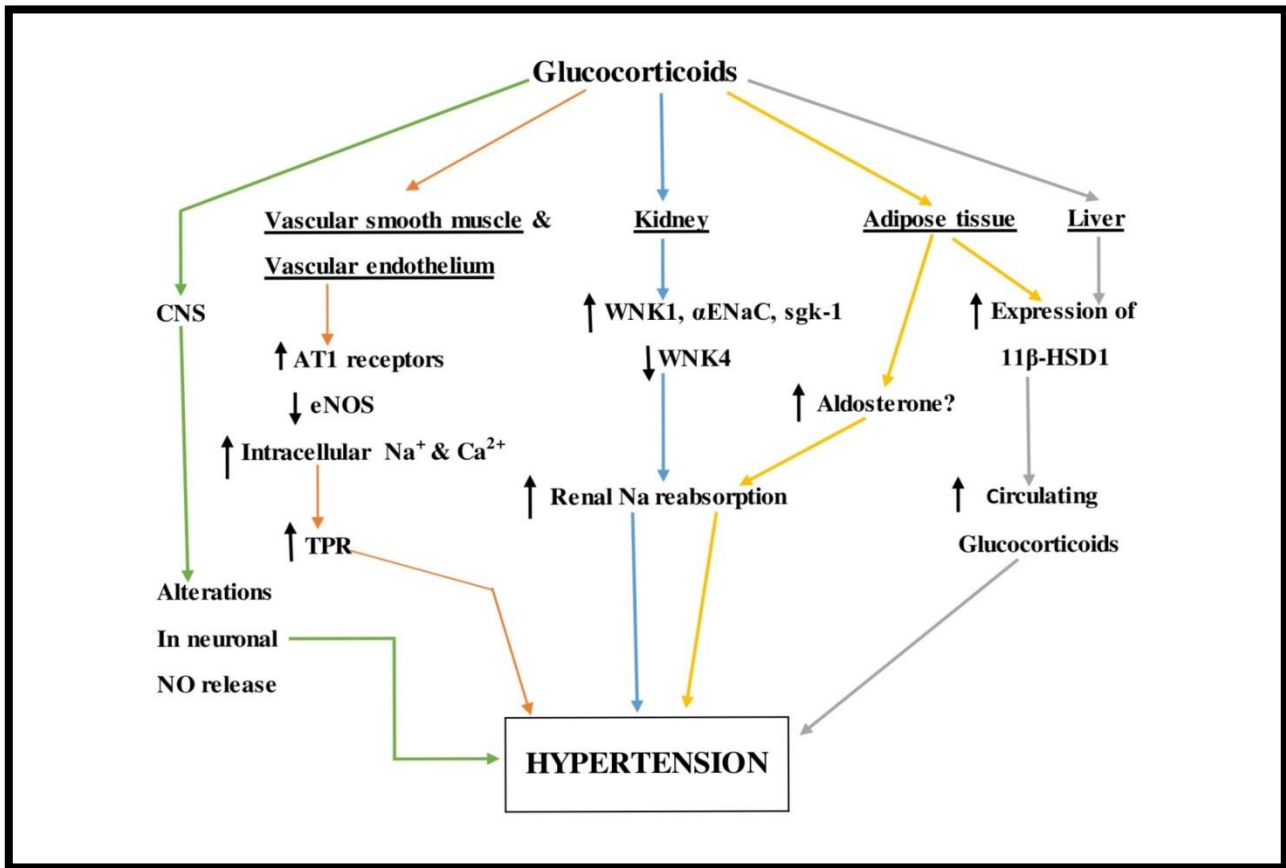 Glucocorticoids
Vascular smooth muscle &
Vascular endothelium
Kidney
Adipose tissue
Liver
CNS
↑ AT1 receptors
↓ eNOS
↑ Intracellular Na⁺ & Ca²⁺
↑ TPR
Alterations
In neuronal
NO release
↑ WNK1, αENaC, sgk-1
↓ WNK4
↑ Renal Na reabsorption
↑ Aldosterone?
↑ Expression of
11β-HSD1
↑ Circulating
Glucocorticoids
HYPERTENSION